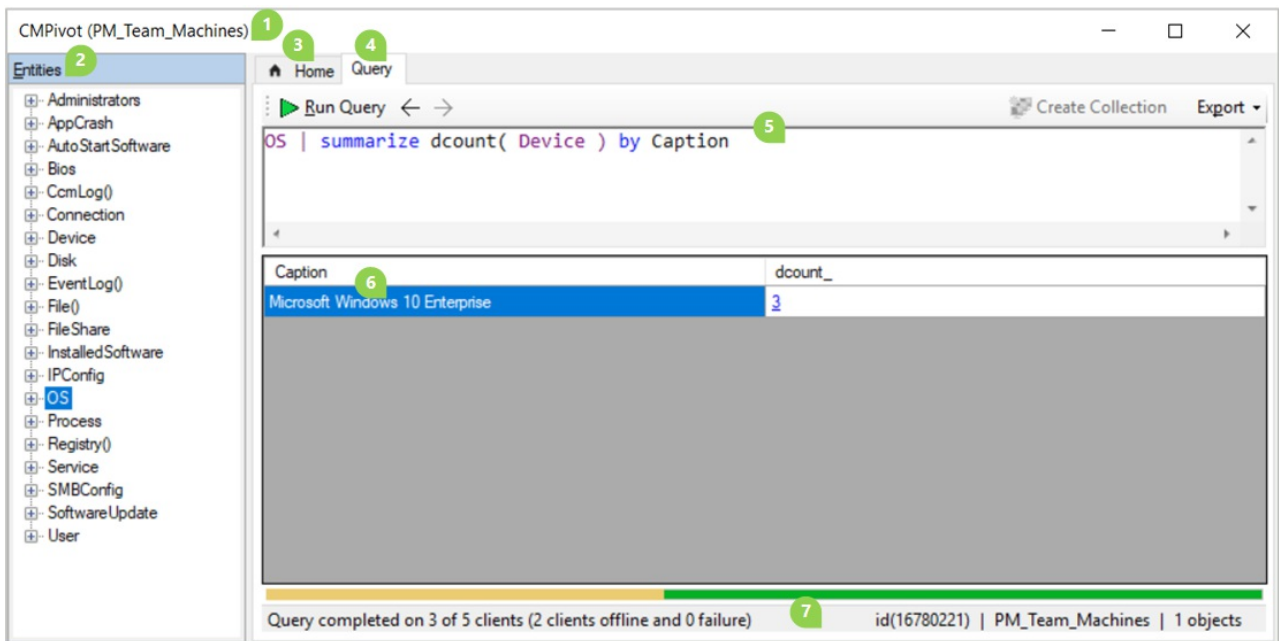 CMPivot (PM_Team_Machines) 1
Entities 2
3 4
Home Query
Administrators
AppCrash
AutoStartSoftware
Bios
CcmLog()
Connection
Device
Disk
EventLog()
File()
FileShare
InstalledSoftware
IPConfig
OS
Process
Registry()
Service
SMBConfig
SoftwareUpdate
User
Run Query ← → Create Collection Export
OS | summarize dcount( Device ) by Caption 5
Caption dcount_
6
Microsoft Windows 10 Enterprise 3
Query completed on 3 of 5 clients (2 clients offline and 0 failure) 7 id(16780221) | PM_Team_Machines | 1 objects